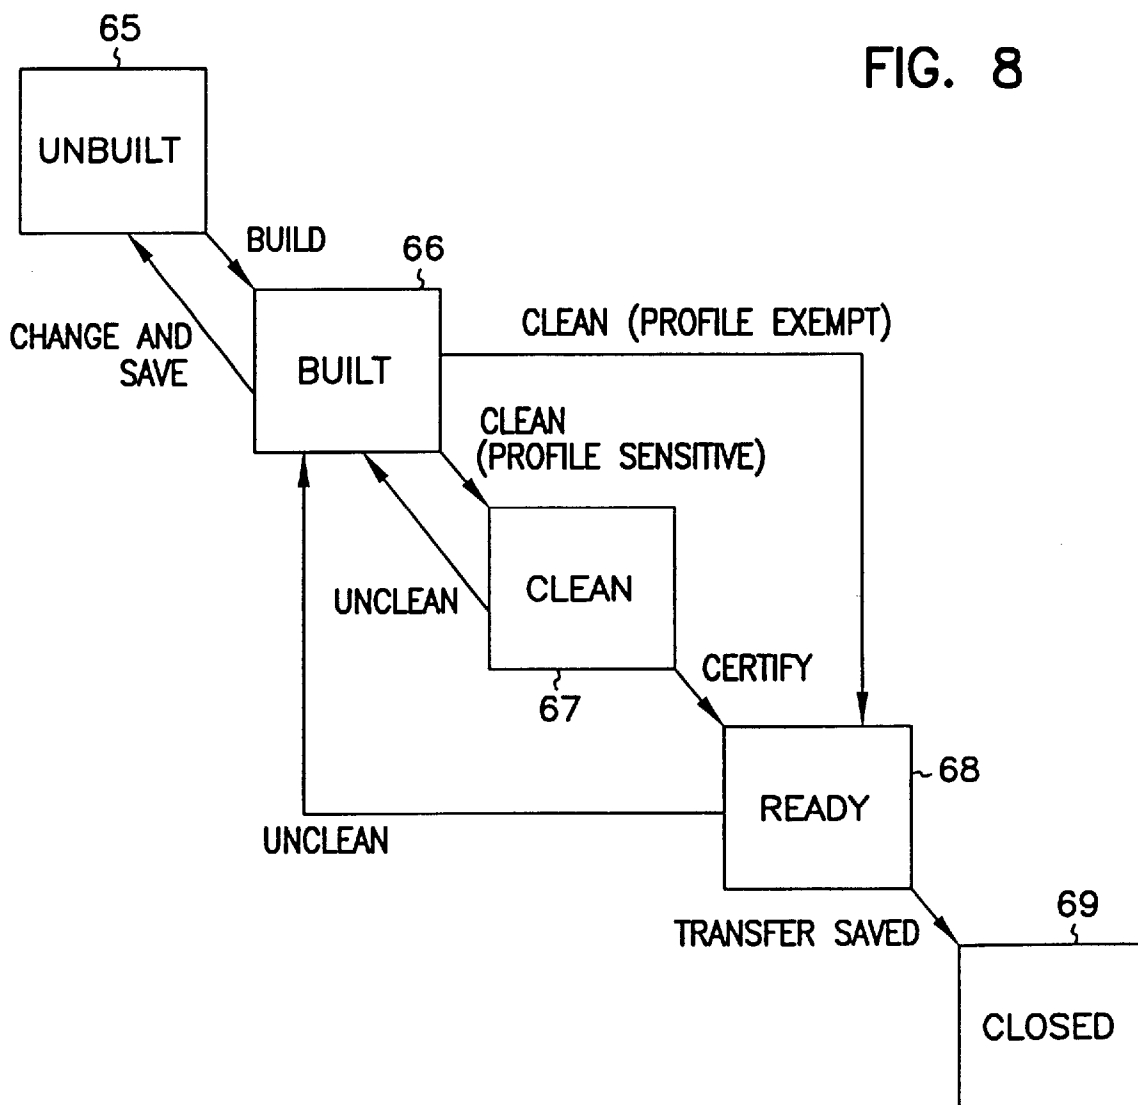 65
FIG. 8
UNBUILT
BUILD
66
CHANGE AND
SAVE
CLEAN (PROFILE EXEMPT)
BUILT
CLEAN
(PROFILE SENSITIVE)
UNCLEAN
CLEAN
CERTIFY
67
68
READY
UNCLEAN
69
TRANSFER SAVED
CLOSED